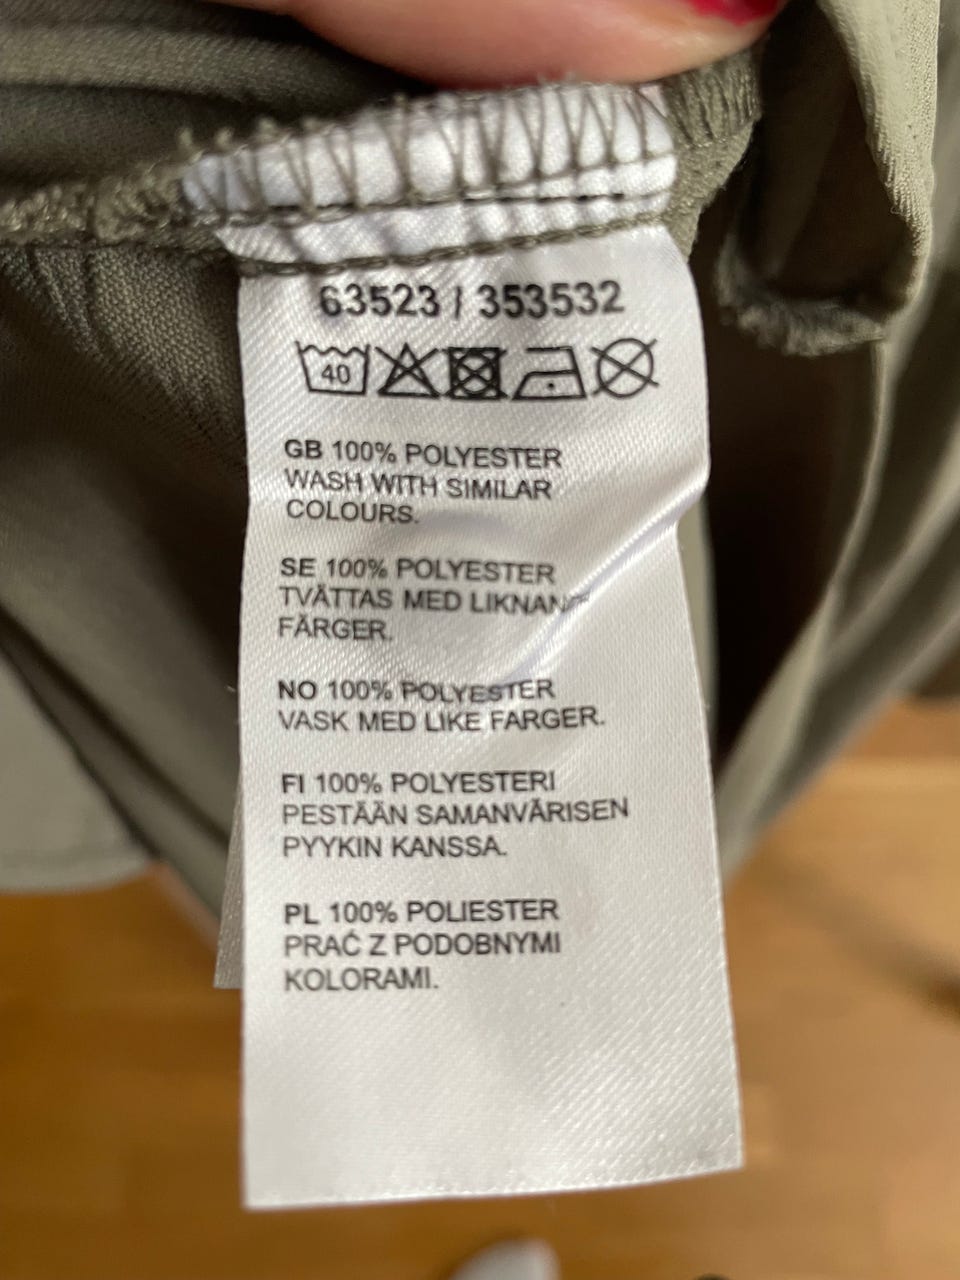 63523 / 353532
40
GB 100% POLYESTER
WASH WITH SIMILAR
COLOURS.
SE 100% POLYESTER
TVÄTTAS MED
FÄRGER.
NO 100% POLYESTER
VASK MED LIKE FARGER.
FI 100% POLYESTERI
PESTÄÄN SAMANVÄRISEN
PYYKIN KANSSA.
PL 100% POLIESTER
PRAĆ Z PODOBNYMI
KOLORAMI.